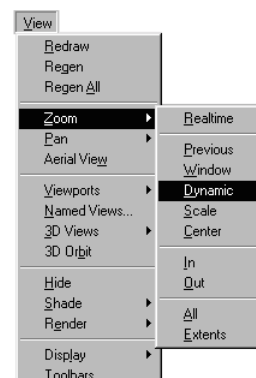 View
Redraw
Regen
Regen All
Zoom
Pan
Aerial View
Viewports
Named Views...
3D Views
3D Orbit
Hide
Shade
Render
Display
Toolbars
Realtime
Previous
Window
Dynamic
Scale
Center
In
Out
All
Extents